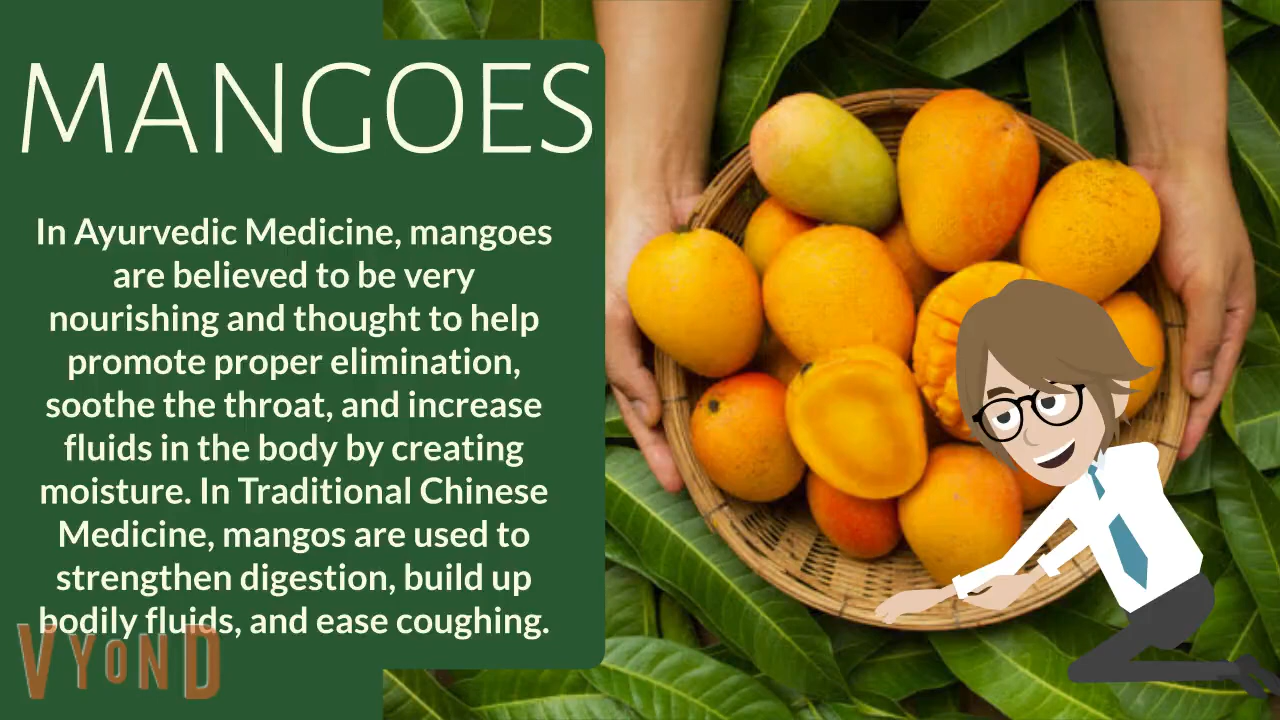 MANGOES
In Ayurvedic Medicine, mangoes
are believed to be very
nourishing and thought to help
promote proper elimination,
soothe the throat, and increase
fluids in the body by creating
moisture. In Traditional Chinese
Medicine, mangos are used to
strengthen digestion, build up
bodily fluids, and ease coughing.
VYOND